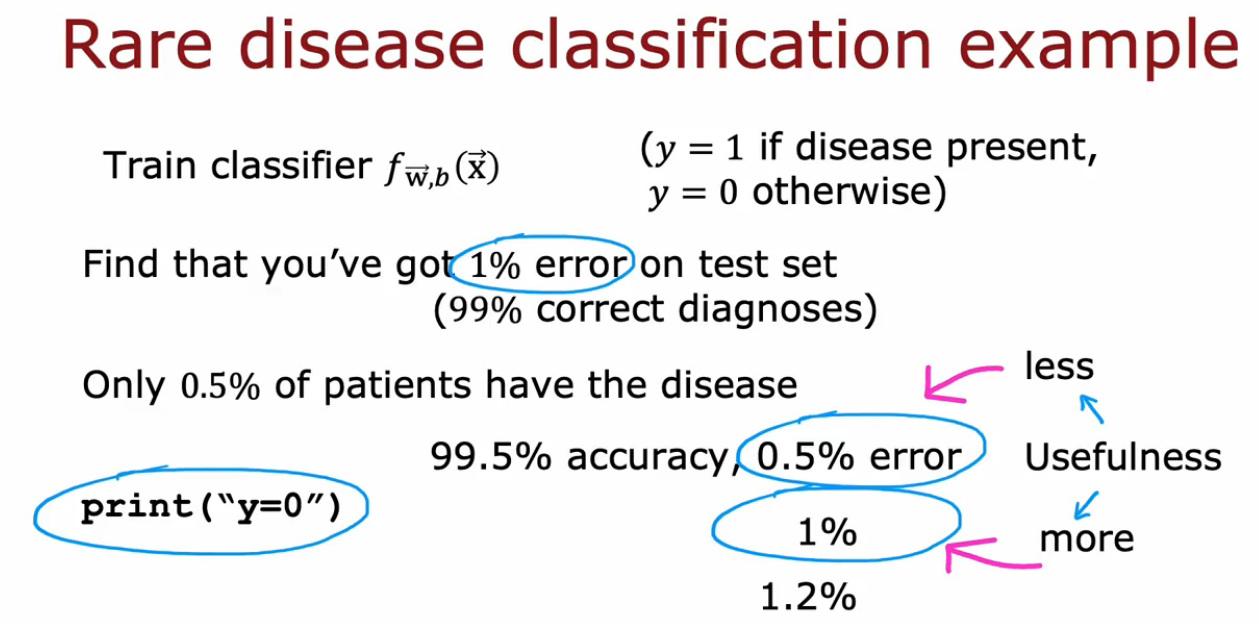 Rare disease classification example
Train classifier f_{\vec{w},b}(\vec{x})
(y = 1 if disease present,
y = 0 otherwise)
Find that you’ve got 1% error on test set
(99% correct diagnoses)
Only 0.5% of patients have the disease
less
99.5% accuracy, 0.5% error
Usefulness
print(“y=0”)
1%
more
1.2%